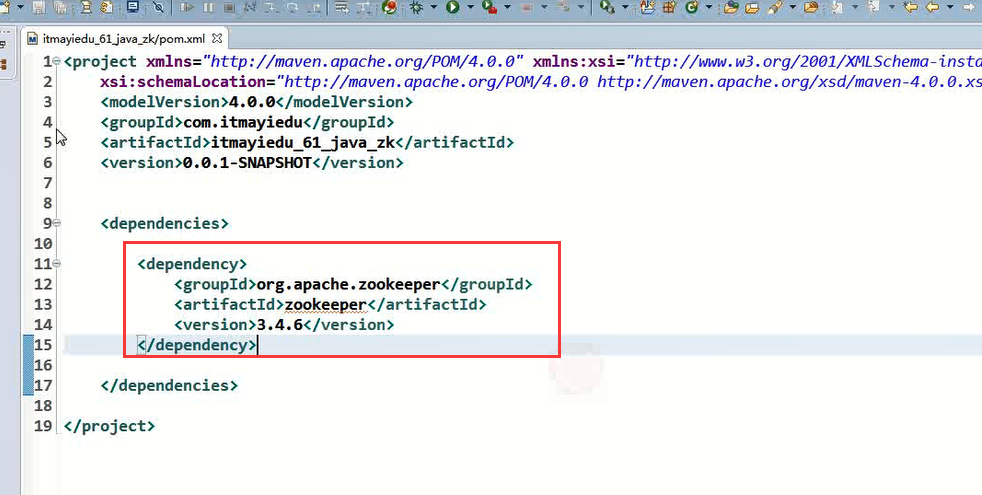 itmayiedu_61_java_zk/pom.xml
1 <project xmlns="http://maven.apache.org/POM/4.0.0" xmlns:xsi="http://www.w3.org/2001/XMLSchema-insta
2 xsi:schemaLocation="http://maven.apache.org/POM/4.0.0 http://maven.apache.org/xsd/maven-4.0.0.xs
3 <modelVersion>4.0.0</modelVersion>
4 <groupId>com.itmayiedu</groupId>
5 <artifactId>itmayiedu_61_java_zk</artifactId>
6 <version>0.0.1-SNAPSHOT</version>
7
8
9 <dependencies>
10
11 <dependency>
12 <groupId>org.apache.zookeeper</groupId>
13 <artifactId>zookeeper</artifactId>
14 <version>3.4.6</version>
15 </dependency>
16
17 </dependencies>
18
19 </project>